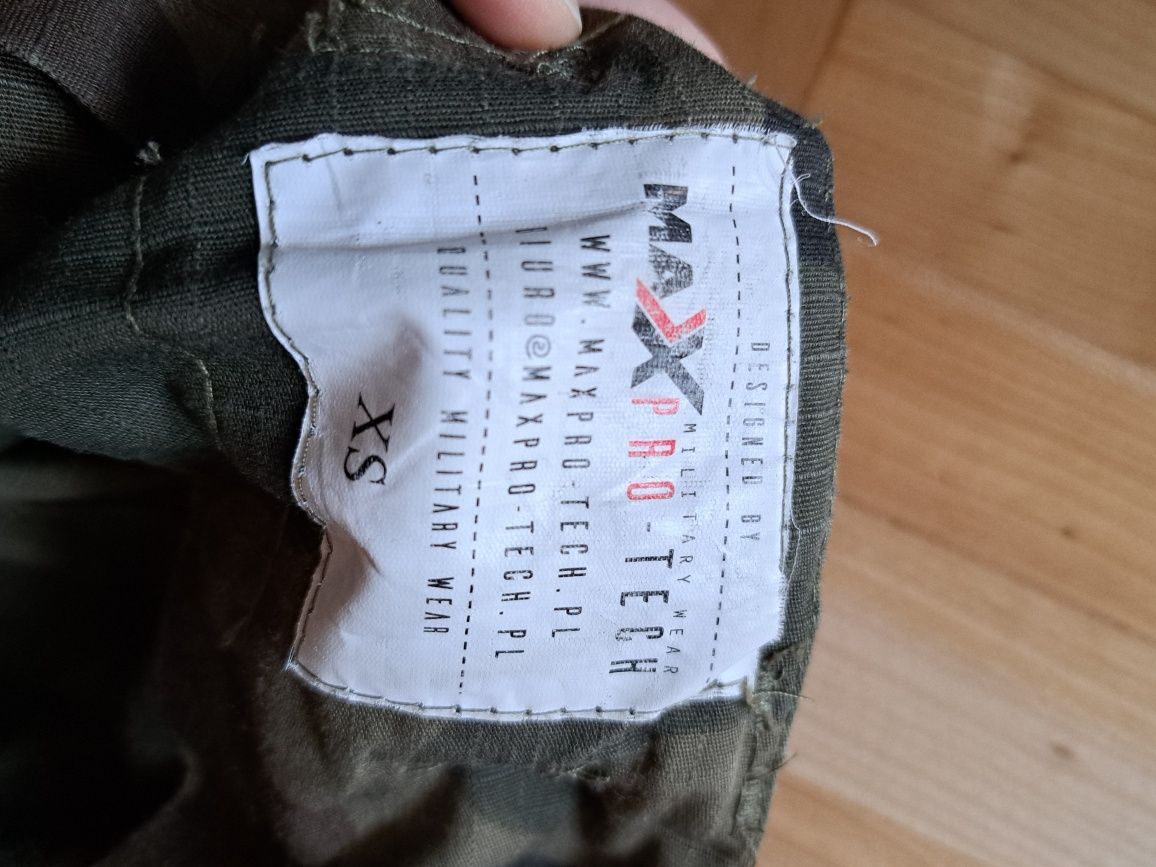 DESIGNED BY
MILITARY WEAR
MAXPRO-TECH
WWW.MAXPRO-TECH.PL
BIURO@MAXPRO-TECH.PL
QUALITY MILITARY WEAR
XS